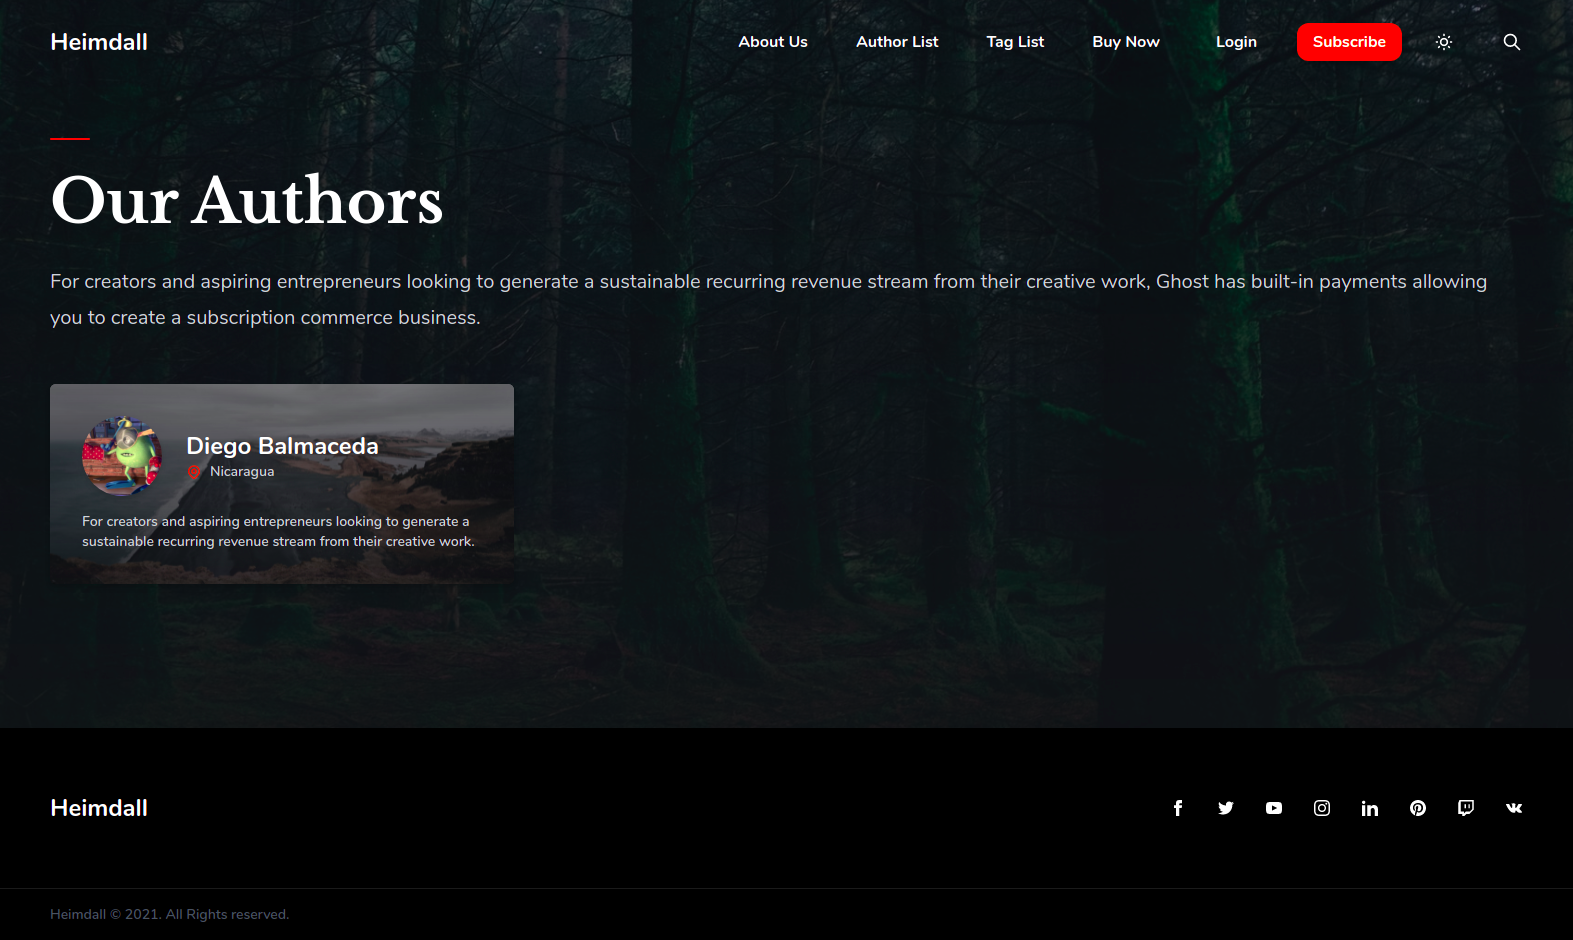 Heimdall
About Us
Author List
Tag List
Buy Now
Login
Subscribe
Our Authors
For creators and aspiring entrepreneurs looking to generate a sustainable recurring revenue stream from their creative work, Ghost has built-in payments allowing
you to create a subscription commerce business.
Diego Balmaceda
Nicaragua
For creators and aspiring entrepreneurs looking to generate a
sustainable recurring revenue stream from their creative work.
Heimdall
Heimdall © 2021. All Rights reserved.